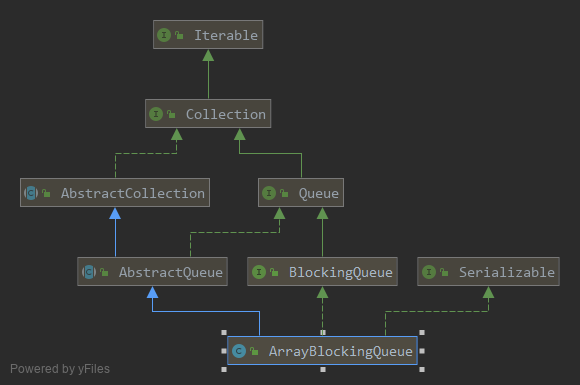 I Iterable
I Collection
C AbstractCollection
I Queue
C AbstractQueue
I BlockingQueue
I Serializable
C ArrayBlockingQueue
Powered by yFiles